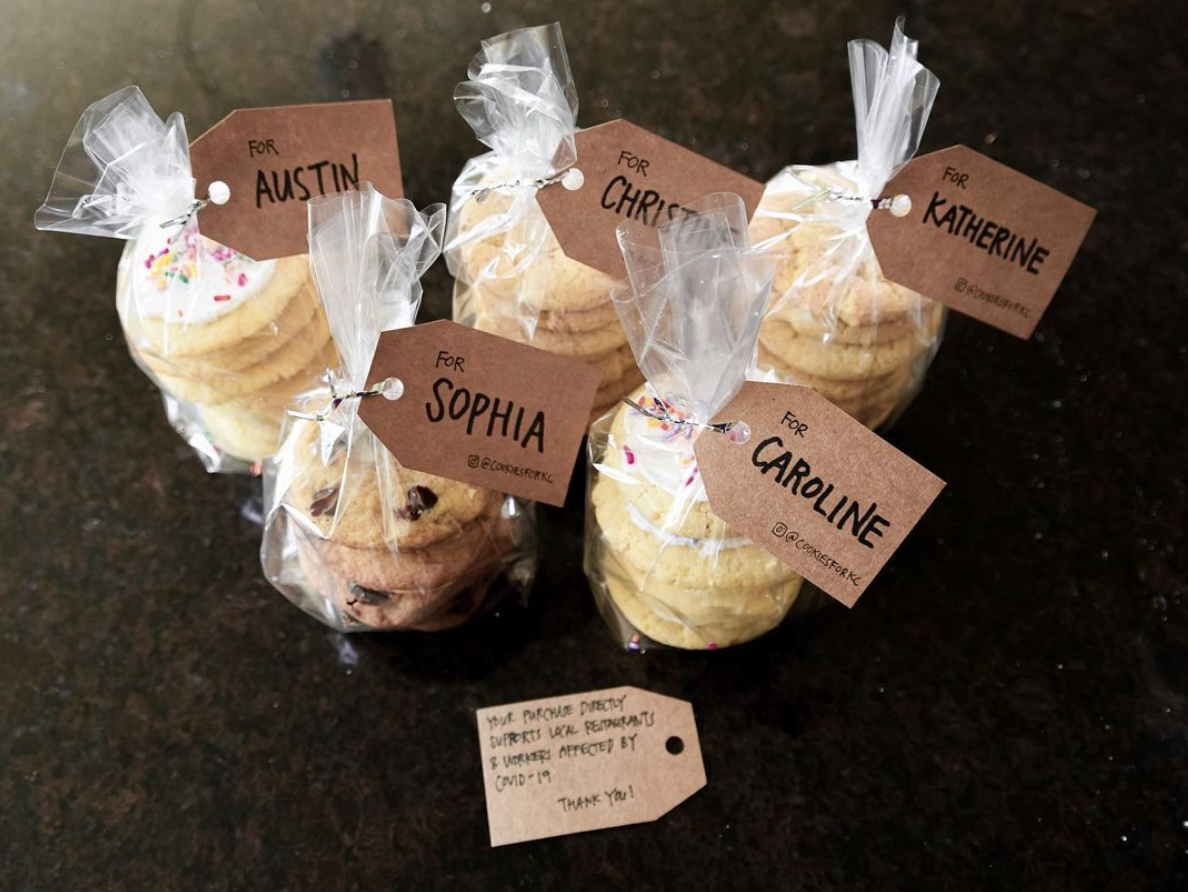 FOR
AUSTIN
FOR
FOR
KATHERINE
@COOKIESFORKC
FOR
SOPHIA
@COOKIESFORKC
FOR
CAROLINE
@COOKIESFORKC
YOUR PURCHASE DIRECTLY
SUPPORTS LOCAL RESTAURANTS
& WORKERS AFFECTED BY
COVID-19
THANK YOU!